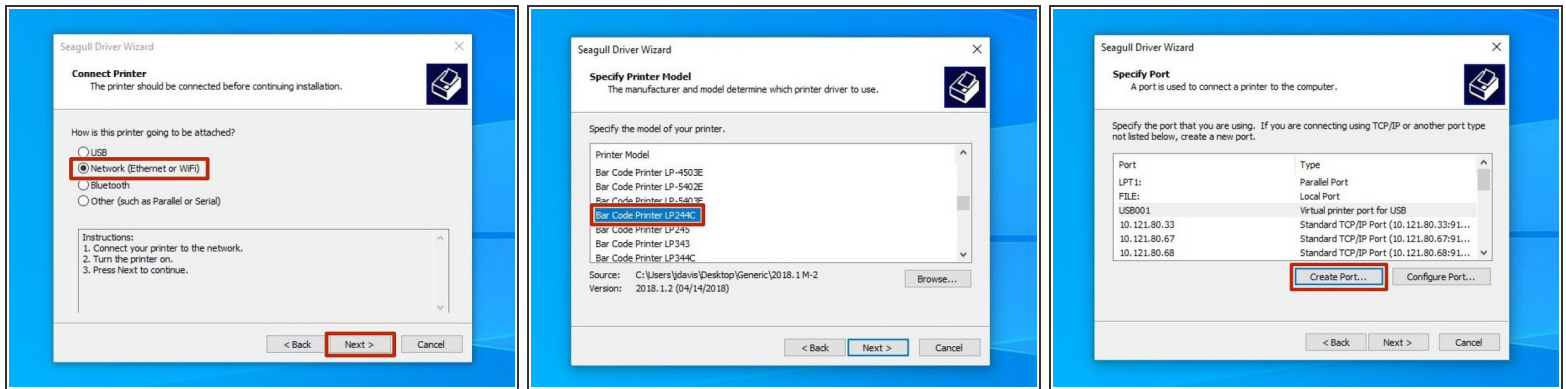 Seagull Driver Wizard
Connect Printer
The printer should be connected before continuing installation.
How is this printer going to be attached?
USB
Network (Ethernet or WiFi)
Bluetooth
Other (such as Parallel or Serial)
Instructions:
1. Connect your printer to the network.
2. Turn the printer on.
3. Press Next to continue.
< Back Next > Cancel
Seagull Driver Wizard
Specify Printer Model
The manufacturer and model determine which printer driver to use.
Specify the model of your printer.
Printer Model
Bar Code Printer LP-4503E
Bar Code Printer LP-5402E
Bar Code Printer LP-5403E
Bar Code Printer LP244C
Bar Code Printer LP245
Bar Code Printer LP343
Bar Code Printer LP344C
Source: C:\Users\jdavis\Desktop\Generic\2018.1 M-2
Version: 2018.1.2 (04/14/2018)
Browse...
< Back Next > Cancel
Seagull Driver Wizard
Specify Port
A port is used to connect a printer to the computer.
Specify the port that you are using. If you are connecting using TCP/IP or another port type
not listed below, create a new port.
Port Type
LPT1: Parallel Port
FILE: Local Port
USB001 Virtual printer port for USB
10.121.80.33 Standard TCP/IP Port (10.121.80.33:91...
10.121.80.67 Standard TCP/IP Port (10.121.80.67:91...
10.121.80.68 Standard TCP/IP Port (10.121.80.68:91...
Create Port... Configure Port...
< Back Next > Cancel